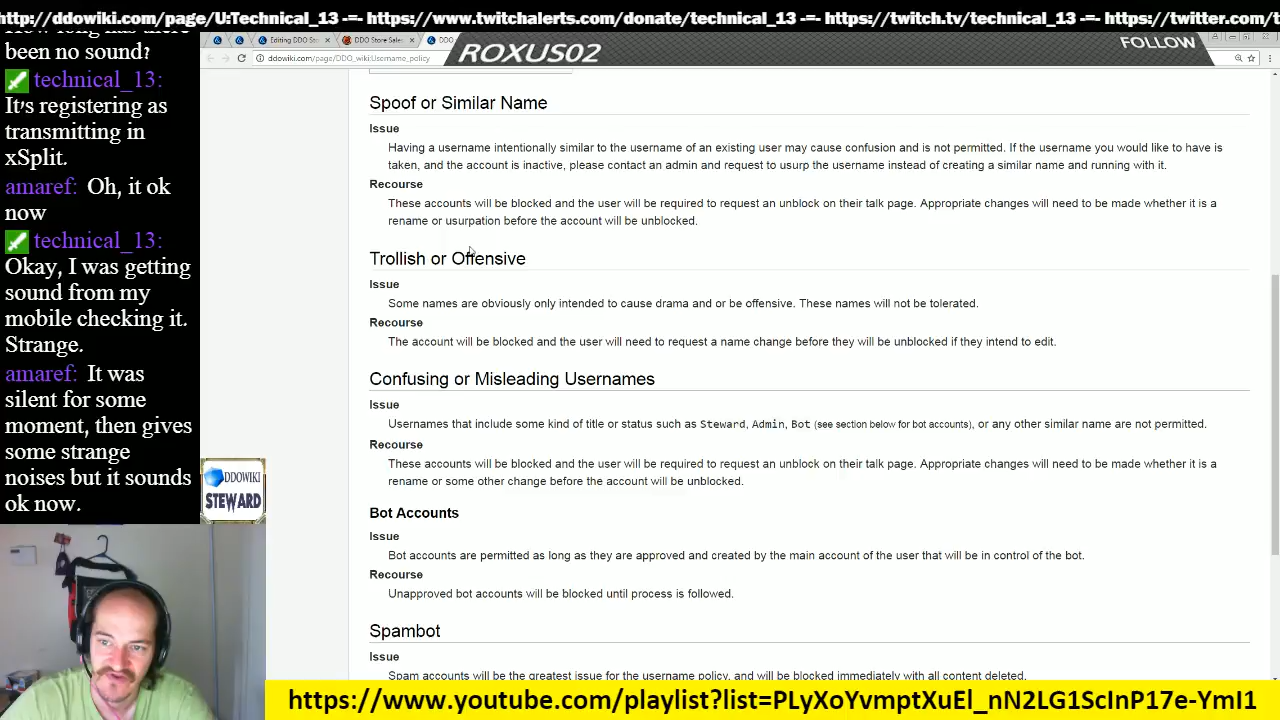 http://ddowiki.com/page/U:Technical_13 -=- https://www.twitchalerts.com/donate/technical_13 -=- https://twitch.tv/technical_13 -=- https://twitter.com/t
How long has there
been no sound?
technical_13:
It's registering as
transmitting in
xSplit.
amaref: Oh, it ok
now
technical_13:
Okay, I was getting
sound from my
mobile checking it.
Strange.
amaref: It was
silent for some
moment, then gives
some strange
noises but it sounds
ok now.
Editing DDO Sto
DDO Store Sales
DDO
ddowiki.com/page/DDO_wiki:Username_policy
ROXUS02
FOLLOW
Spoof or Similar Name
Issue
Having a username intentionally similar to the username of an existing user may cause confusion and is not permitted. If the username you would like to have is
taken, and the account is inactive, please contact an admin and request to usurp the username instead of creating a similar name and running with it.
Recourse
These accounts will be blocked and the user will be required to request an unblock on their talk page. Appropriate changes will need to be made whether it is a
rename or usurpation before the account will be unblocked.
Trollish or Offensive
Issue
Some names are obviously only intended to cause drama and or be offensive. These names will not be tolerated.
Recourse
The account will be blocked and the user will need to request a name change before they will be unblocked if they intend to edit.
Confusing or Misleading Usernames
Issue
Usernames that include some kind of title or status such as Steward, Admin, Bot (see section below for bot accounts), or any other similar name are not permitted.
Recourse
These accounts will be blocked and the user will be required to request an unblock on their talk page. Appropriate changes will need to be made whether it is a
rename or some other change before the account will be unblocked.
Bot Accounts
Issue
Bot accounts are permitted as long as they are approved and created by the main account of the user that will be in control of the bot.
Recourse
Unapproved bot accounts will be blocked until process is followed.
Spambot
Issue
Spam accounts will be the greatest issue for the username policy, and will be blocked immediately with all content deleted.
DDOWIKI
STEWARD
https://www.youtube.com/playlist?list=PLyXoYvmptXuEl_nN2LG1ScInP17e-YmI1